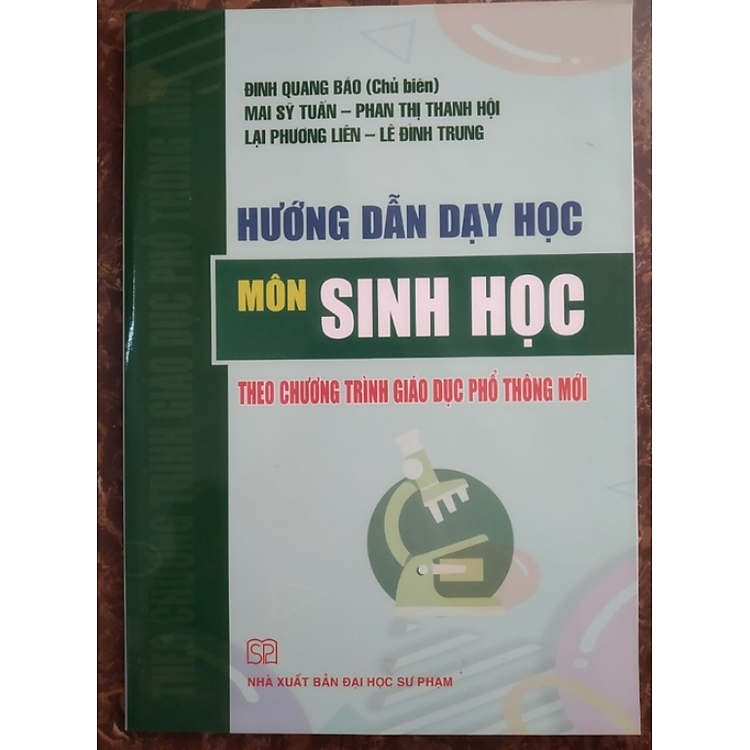 ĐINH QUANG BÁO (Chủ biên)
MAI SỸ TUẤN – PHAN THỊ THANH HỘI
LẠI PHƯƠNG LIÊN – LÊ ĐÌNH TRUNG
HƯỚNG DẪN DẠY HỌC
MÔN SINH HỌC
THEO CHƯƠNG TRÌNH GIÁO DỤC PHỔ THÔNG MỚI
THEO CHƯƠNG TRÌNH GIÁO DỤC PHỔ THÔNG
SP
NHÀ XUẤT BẢN ĐẠI HỌC SƯ PHẠM